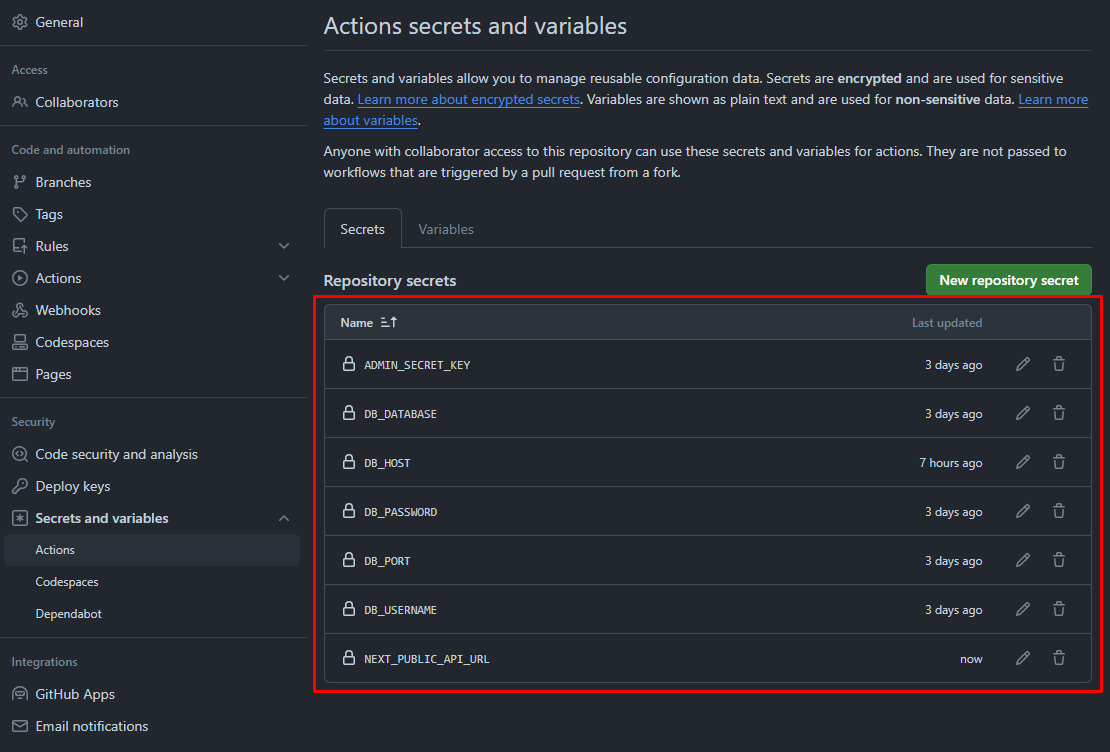 General
Access
Collaborators
Code and automation
Branches
Tags
Rules
Actions
Webhooks
Codespaces
Pages
Security
Code security and analysis
Deploy keys
Secrets and variables
Actions
Codespaces
Dependabot
Integrations
GitHub Apps
Email notifications
Actions secrets and variables
Secrets and variables allow you to manage reusable configuration data. Secrets are encrypted and are used for sensitive
data. Learn more about encrypted secrets. Variables are shown as plain text and are used for non-sensitive data. Learn more
about variables.
Anyone with collaborator access to this repository can use these secrets and variables for actions. They are not passed to
workflows that are triggered by a pull request from a fork.
Secrets Variables
Repository secrets New repository secret
Name Last updated
ADMIN_SECRET_KEY 3 days ago
DB_DATABASE 3 days ago
DB_HOST 7 hours ago
DB_PASSWORD 3 days ago
DB_PORT 3 days ago
DB_USERNAME 3 days ago
NEXT_PUBLIC_API_URL now